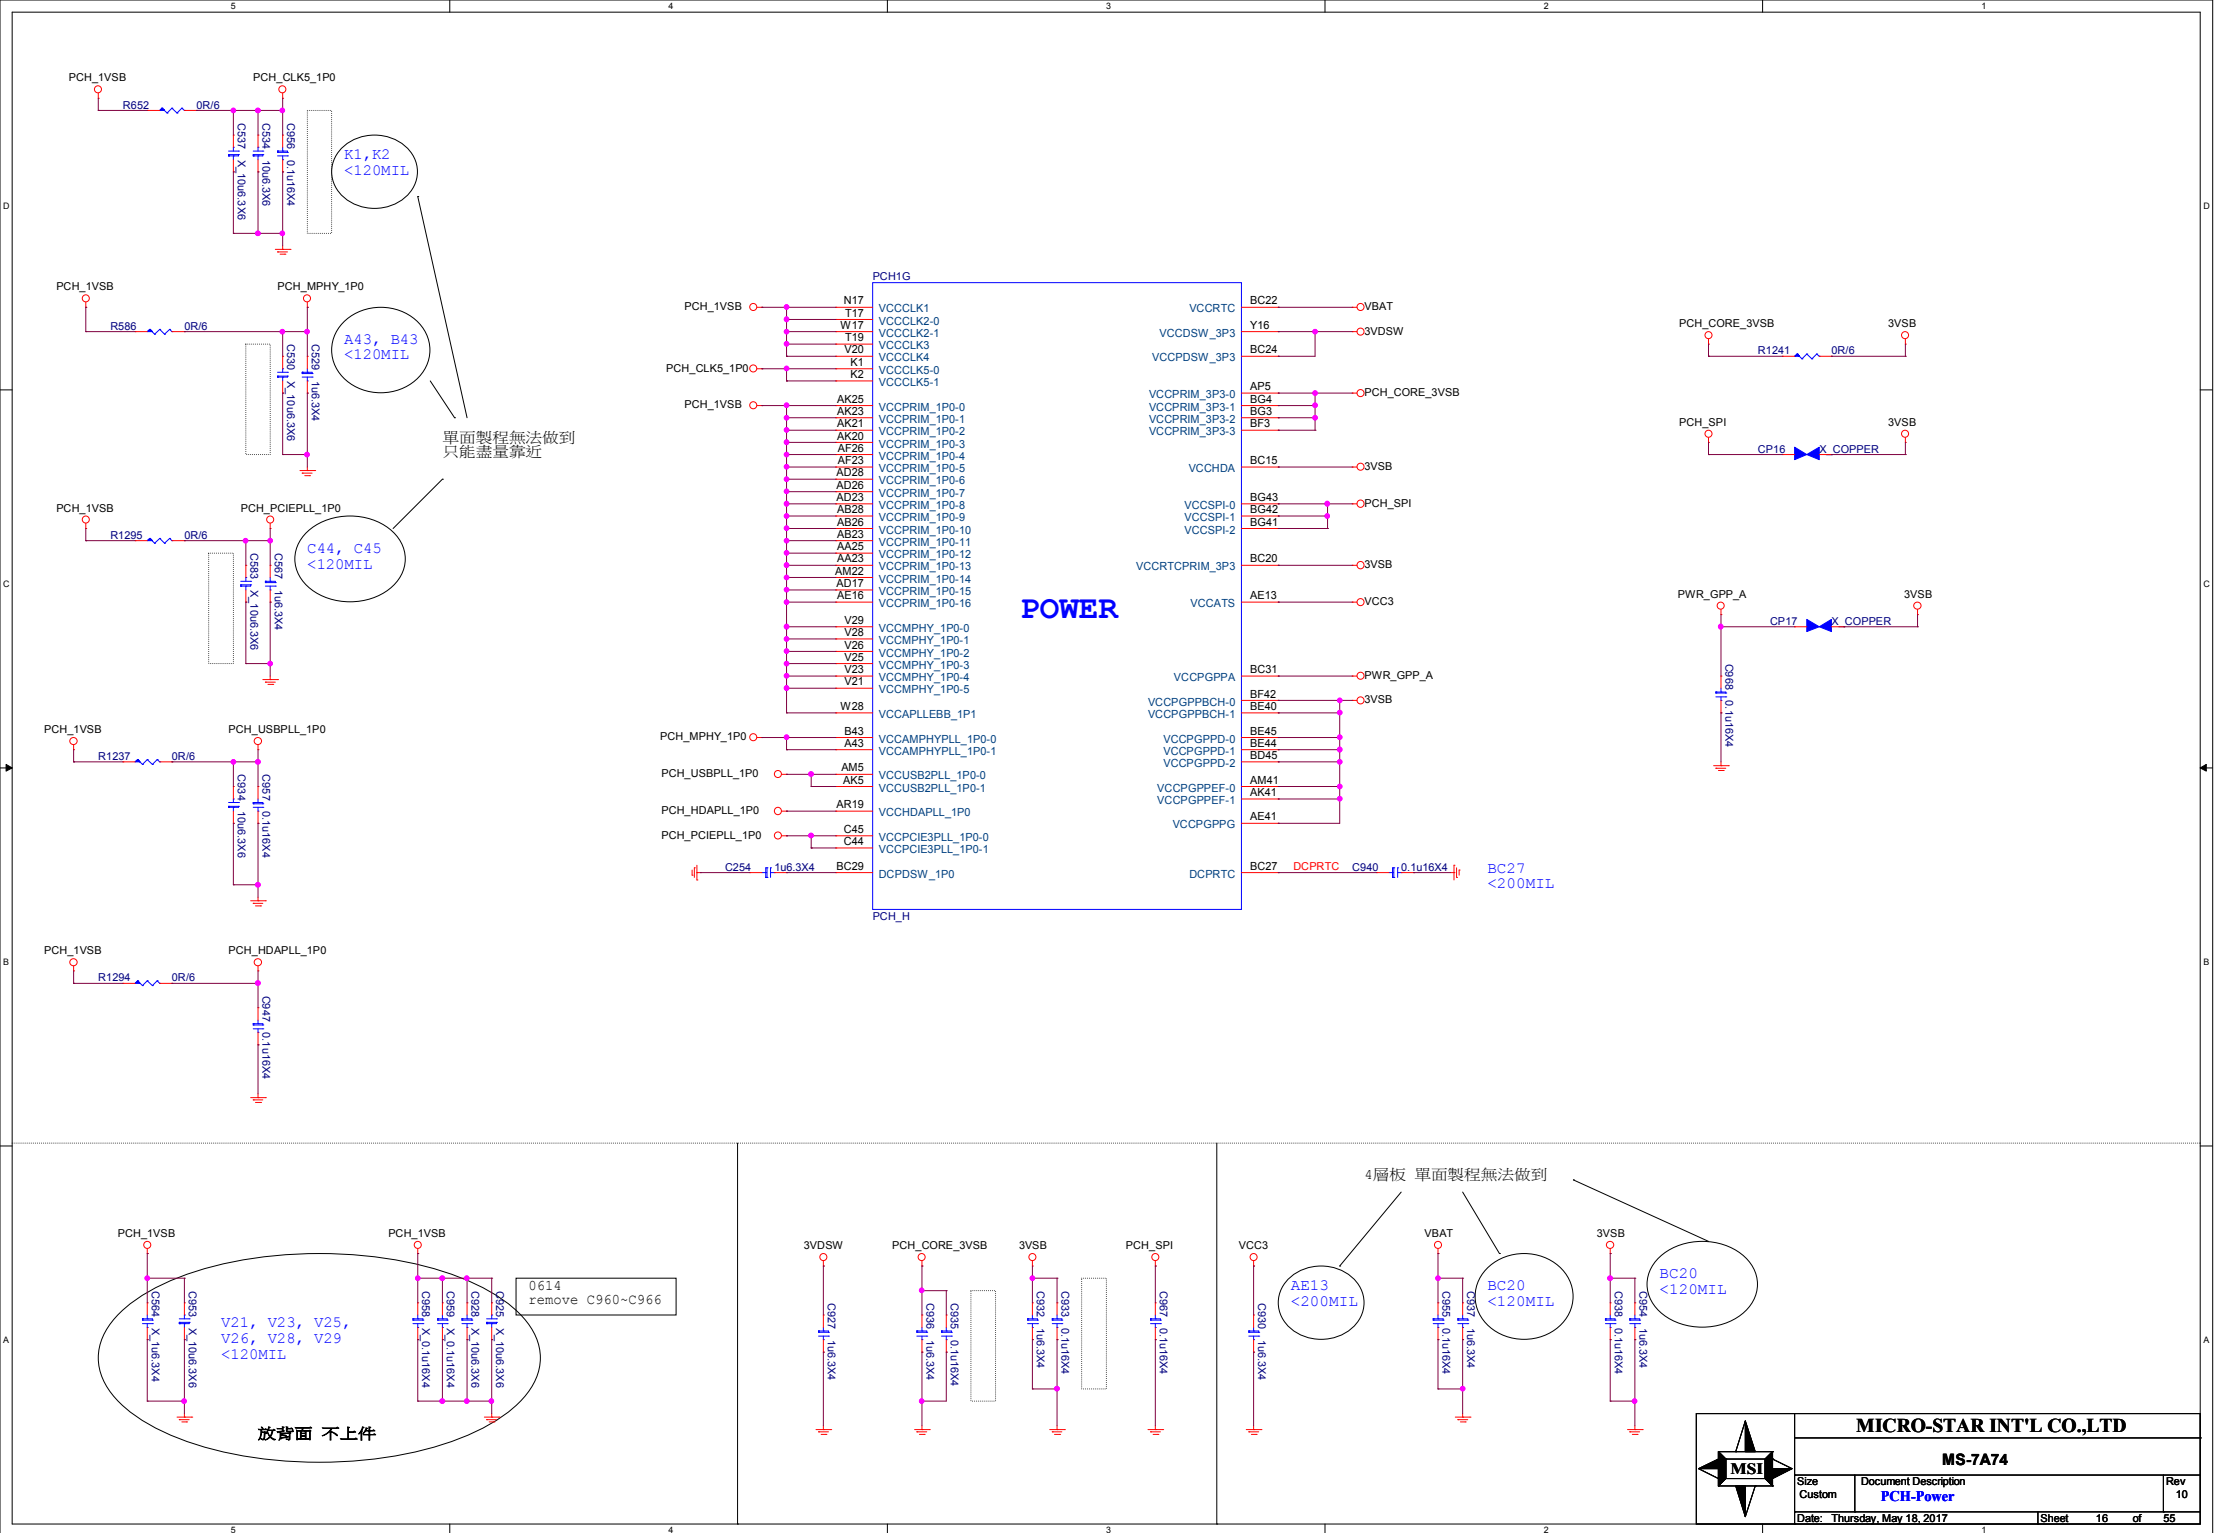 5
4
3
2
1
D
D
C
C
B
B
A
A
PCH_1VSB
PCH_CLK5_1P0
R652
0R/6
C537 X_10u6.3X6
C534 10u6.3X6
C956 0.1u16X4
K1,K2
<120MIL
PCH_1VSB
PCH_MPHY_1P0
R586
0R/6
C530 X_10u6.3X6
C529 1u6.3X4
A43, B43
<120MIL
單面製程無法做到
只能盡量靠近
PCH_1VSB
PCH_PCIEPLL_1P0
R1295
0R/6
C583 X_10u6.3X6
C567 1u6.3X4
C44, C45
<120MIL
PCH_1VSB
PCH_USBPLL_1P0
R1237
0R/6
C934 10u6.3X6
C957 0.1u16X4
PCH_1VSB
PCH_HDAPLL_1P0
R1294
0R/6
C947 0.1u16X4
PCH1G
PCH_1VSB
N17 VCCCLK1
T17 VCCCLK2-0
W17 VCCCLK2-1
T19 VCCCLK3
V20 VCCCLK4
PCH_CLK5_1P0
K1 VCCCLK5-0
K2 VCCCLK5-1
PCH_1VSB
AK25 VCCPRIM_1P0-0
AK23 VCCPRIM_1P0-1
AK21 VCCPRIM_1P0-2
AK20 VCCPRIM_1P0-3
AF26 VCCPRIM_1P0-4
AF23 VCCPRIM_1P0-5
AD28 VCCPRIM_1P0-6
AD26 VCCPRIM_1P0-7
AD23 VCCPRIM_1P0-8
AB28 VCCPRIM_1P0-9
AB26 VCCPRIM_1P0-10
AB23 VCCPRIM_1P0-11
AA25 VCCPRIM_1P0-12
AA23 VCCPRIM_1P0-13
AM22 VCCPRIM_1P0-14
AD17 VCCPRIM_1P0-15
AE16 VCCPRIM_1P0-16
V29 VCCMPHY_1P0-0
V28 VCCMPHY_1P0-1
V26 VCCMPHY_1P0-2
V25 VCCMPHY_1P0-3
V23 VCCMPHY_1P0-4
V21 VCCMPHY_1P0-5
W28 VCCAPLLEBB_1P1
PCH_MPHY_1P0
B43 VCCAMPHYPLL_1P0-0
A43 VCCAMPHYPLL_1P0-1
PCH_USBPLL_1P0
AM5 VCCUSB2PLL_1P0-0
AK5 VCCUSB2PLL_1P0-1
PCH_HDAPLL_1P0
AR19 VCCHDAPLL_1P0
PCH_PCIEPLL_1P0
C45 VCCPCIE3PLL_1P0-0
C44 VCCPCIE3PLL_1P0-1
C254 1u6.3X4
BC29 DCPDSW_1P0
POWER
VCCRTC BC22 VBAT
VCCDSW_3P3 Y16 3VDSW
VCCPDSW_3P3 BC24
VCCPRIM_3P3-0 AP5 PCH_CORE_3VSB
VCCPRIM_3P3-1 BG4
VCCPRIM_3P3-2 BG3
VCCPRIM_3P3-3 BF3
VCCHDA BC15 3VSB
VCCSPI-0 BG43 PCH_SPI
VCCSPI-1 BG42
VCCSPI-2 BG41
VCCRTCPRIM_3P3 BC20 3VSB
VCCATS AE13 VCC3
VCCPGPPA BC31 PWR_GPP_A
VCCPGPPBCH-0 BF42 3VSB
VCCPGPPBCH-1 BE40
VCCPGPPD-0 BE45
VCCPGPPD-1 BE44
VCCPGPPD-2 BD45
VCCPGPPEF-0 AM41
VCCPGPPEF-1 AK41
VCCPGPPG AE41
DCPRTC BC27 DCPRTC C940 0.1u16X4
BC27
<200MIL
PCH_H
PCH_CORE_3VSB
3VSB
R1241
0R/6
PCH_SPI
3VSB
CP16
X_COPPER
PWR_GPP_A
3VSB
CP17
X_COPPER
C968 0.1u16X4
PCH_1VSB
PCH_1VSB
C564 X_1u6.3X4
C953 X_10u6.3X6
V21, V23, V25,
V26, V28, V29
<120MIL
C958 X_0.1u16X4
C959 X_0.1u16X4
C928 X_10u6.3X6
C925 X_10u6.3X6
0614
remove C960~C966
放背面 不上件
3VDSW
C927 1u6.3X4
PCH_CORE_3VSB
C936 1u6.3X4
C935 0.1u16X4
3VSB
C932 1u6.3X4
C933 0.1u16X4
PCH_SPI
C967 0.1u16X4
4層板 單面製程無法做到
VCC3
C930 1u6.3X4
AE13
<200MIL
VBAT
C955 0.1u16X4
C937 1u6.3X4
BC20
<120MIL
3VSB
C938 0.1u16X4
C954 1u6.3X4
BC20
<120MIL
MSI
MICRO-STAR INT'L CO.,LTD
MS-7A74
Size
Custom
Document Description
PCH-Power
Rev
10
Date: Thursday, May 18, 2017
Sheet 16 of 55
5
4
3
2
1